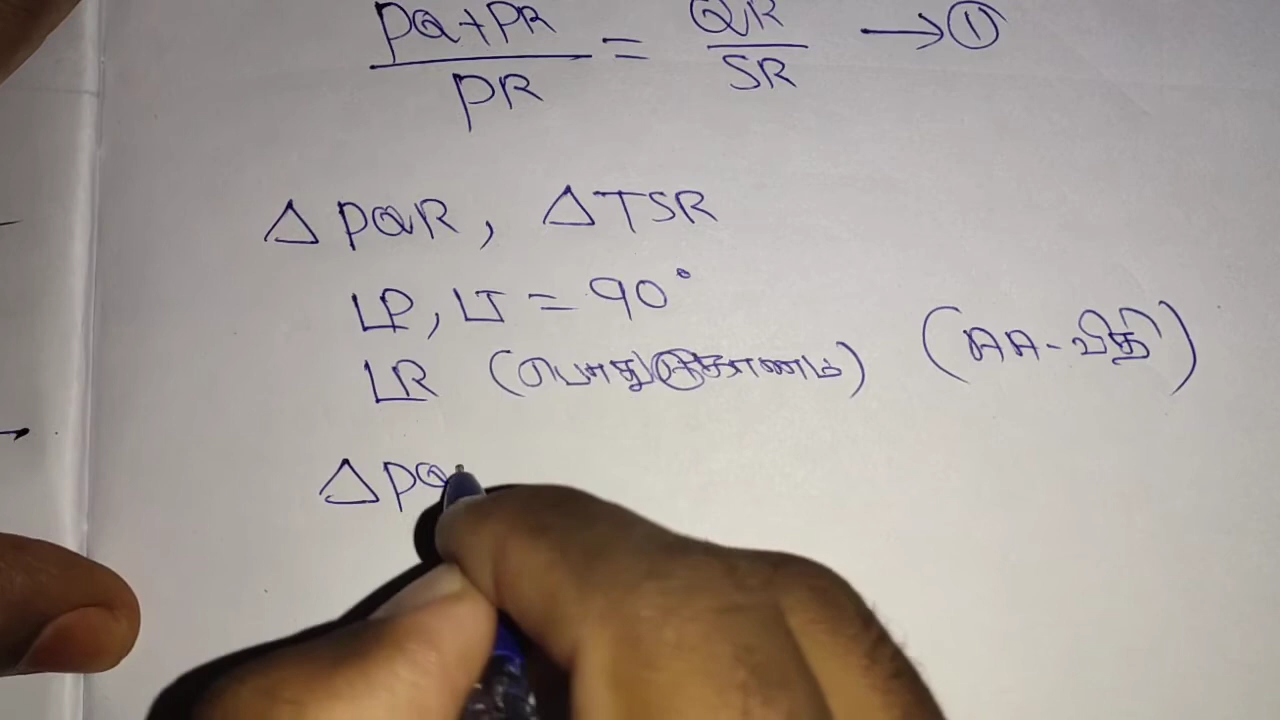 PQ+PR / PR = QR / SR → ①
△ PQR, △TSR
∟P, ∟T = 90°
∟R (பொது கோணம்) (AA-விதி)
△ PQ